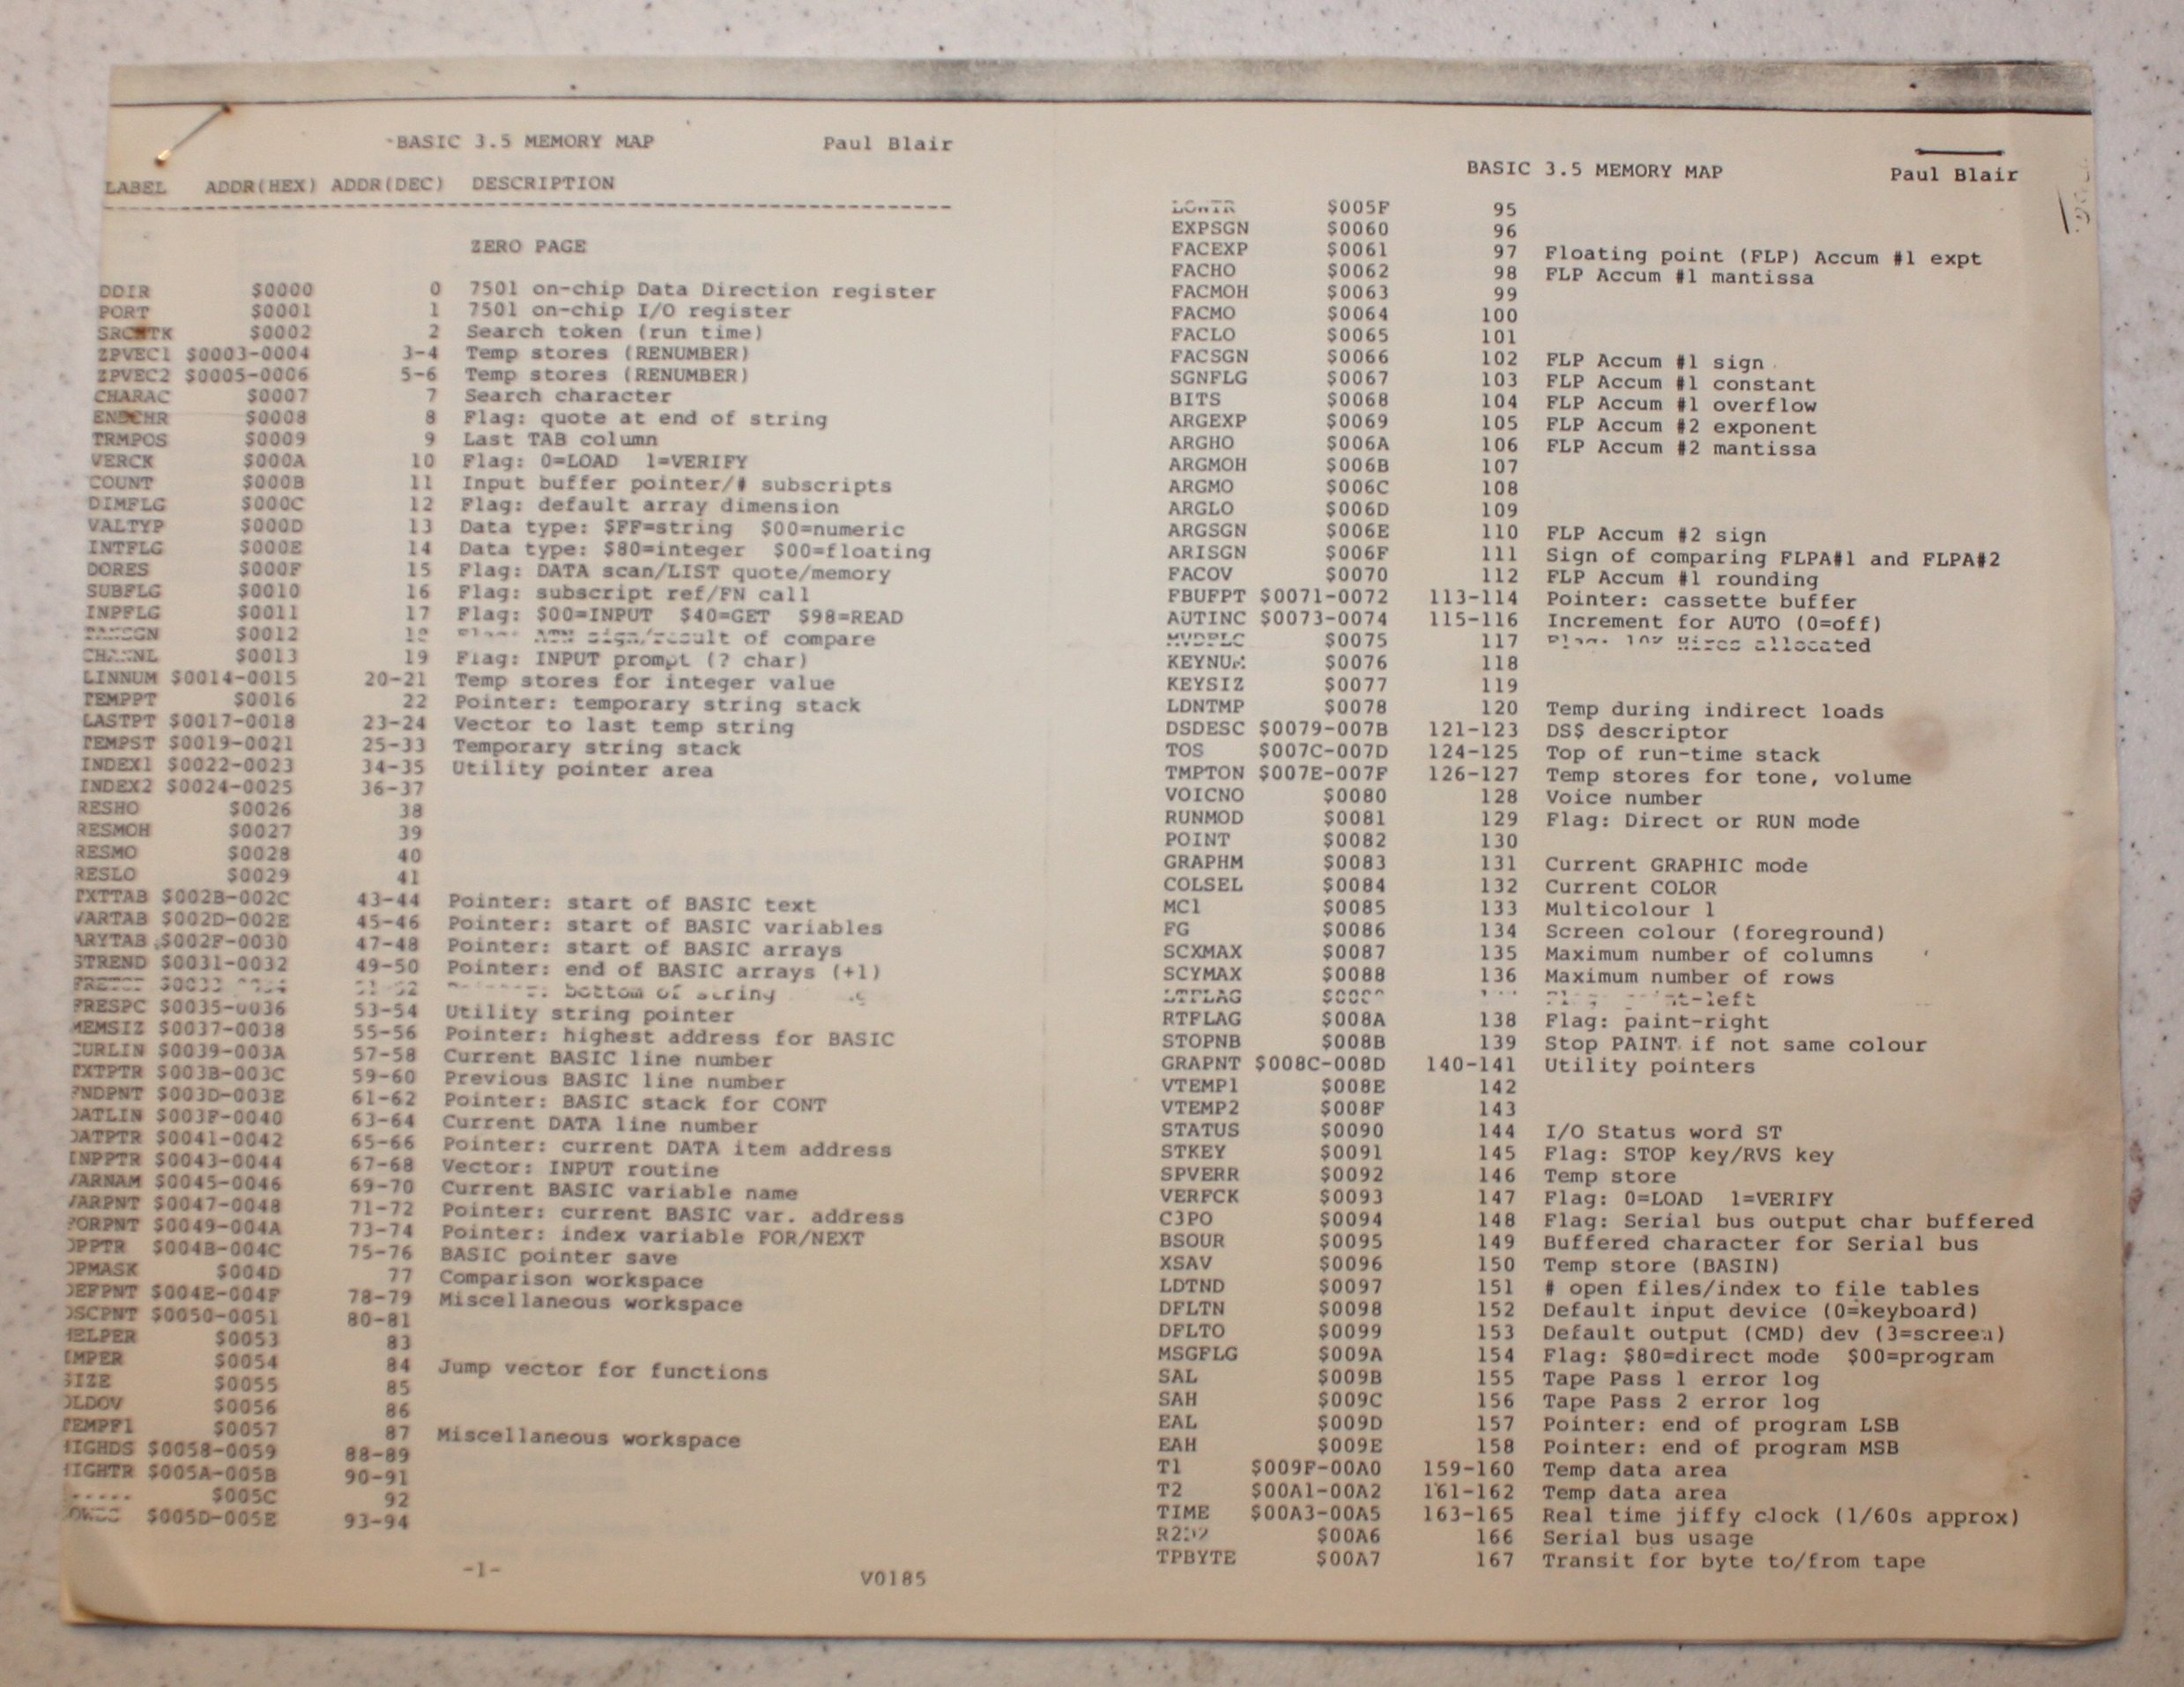 BASIC 3.5 MEMORY MAP Paul Blair
LABEL ADDR(HEX) ADDR(DEC) DESCRIPTION
ZERO PAGE
DDIR $0000 0 7501 on-chip Data Direction register
PORT $0001 1 7501 on-chip I/O register
$0002 2 Search token (run time)
ZPVEC1 $0003-0004 3-4 Temp stores (RENUMBER)
ZPVEC2 $0005-0006 5-6 Temp stores (RENUMBER)
CHARAC $0007 7 Search character
ENDCHR $0008 8 Flag: quote at end of string
TRMPOS $0009 9 Last TAB column
VERCK $000A 10 Flag: 0=LOAD 1=VERIFY
COUNT $000B 11 Input buffer pointer/# subscripts
DIMFLG $000C 12 Flag: default array dimension
VALTYP $000D 13 Data type: $FF=string $00=numeric
INTFLG $000E 14 Data type: $80=integer $00=floating
DORES $000F 15 Flag: DATA scan/LIST quote/memory
SUBFLG $0010 16 Flag: subscript ref/FN call
INPFLG $0011 17 Flag: $00=INPUT $40=GET $98=READ
$0012 18 of compare
$0013 19 Flag: INPUT prompt (? char)
LINNUM $0014-0015 20-21 Temp stores for integer value
TEMPPT $0016 22 Pointer: temporary string stack
LASTPT $0017-0018 23-24 Vector to last temp string
TEMPST $0019-0021 25-33 Temporary string stack
INDEX1 $0022-0023 34-35 Utility pointer area
INDEX2 $0024-0025 36-37
RESHO $0026 38
RESMOH $0027 39
RESMO $0028 40
RESLO $0029 41
TXTTAB $002B-002C 43-44 Pointer: start of BASIC text
VARTAB $002D-002E 45-46 Pointer: start of BASIC variables
ARYTAB $002F-0030 47-48 Pointer: start of BASIC arrays
STREND $0031-0032 49-50 Pointer: end of BASIC arrays (+1)
bottom of string
FRESPC $0035-0036 53-54 Utility string pointer
MEMSIZ $0037-0038 55-56 Pointer: highest address for BASIC
CURLIN $0039-003A 57-58 Current BASIC line number
TXTPTR $003B-003C 59-60 Previous BASIC line number
FNDPNT $003D-003E 61-62 Pointer: BASIC stack for CONT
DATLIN $003F-0040 63-64 Current DATA line number
DATPTR $0041-0042 65-66 Pointer: current DATA item address
INPPTR $0043-0044 67-68 Vector: INPUT routine
VARNAM $0045-0046 69-70 Current BASIC variable name
VARPNT $0047-0048 71-72 Pointer: current BASIC var. address
FORPNT $0049-004A 73-74 Pointer: index variable FOR/NEXT
OPPTR $004B-004C 75-76 BASIC pointer save
OPMASK $004D 77 Comparison workspace
DEFPNT $004E-004F 78-79 Miscellaneous workspace
DSCPNT $0050-0051 80-81
HELPER $0053 83
$0054 84 Jump vector for functions
SIZE $0055 85
OLDOV $0056 86
TEMPF1 $0057 87 Miscellaneous workspace
HIGHDS $0058-0059 88-89
HIGHTR $005A-005B 90-91
$005C 92
$005D-005E 93-94
-1- V0185
BASIC 3.5 MEMORY MAP Paul Blair
LOWTR $005F 95
EXPSGN $0060 96
FACEXP $0061 97 Floating point (FLP) Accum #1 expt
FACHO $0062 98 FLP Accum #1 mantissa
FACMOH $0063 99
FACMO $0064 100
FACLO $0065 101
FACSGN $0066 102 FLP Accum #1 sign
SGNFLG $0067 103 FLP Accum #1 constant
BITS $0068 104 FLP Accum #1 overflow
ARGEXP $0069 105 FLP Accum #2 exponent
ARGHO $006A 106 FLP Accum #2 mantissa
ARGMOH $006B 107
ARGMO $006C 108
ARGLO $006D 109
ARGSGN $006E 110 FLP Accum #2 sign
ARISGN $006F 111 Sign of comparing FLPA#1 and FLPA#2
FACOV $0070 112 FLP Accum #1 rounding
FBUFPT $0071-0072 113-114 Pointer: cassette buffer
AUTINC $0073-0074 115-116 Increment for AUTO (0=off)
$0075 117 allocated
KEYNUM $0076 118
KEYSIZ $0077 119
LDNTMP $0078 120 Temp during indirect loads
DSDESC $0079-007B 121-123 DS$ descriptor
TOS $007C-007D 124-125 Top of run-time stack
TMPTON $007E-007F 126-127 Temp stores for tone, volume
VOICNO $0080 128 Voice number
RUNMOD $0081 129 Flag: Direct or RUN mode
POINT $0082 130
GRAPHM $0083 131 Current GRAPHIC mode
COLSEL $0084 132 Current COLOR
MC1 $0085 133 Multicolour 1
FG $0086 134 Screen colour (foreground)
SCXMAX $0087 135 Maximum number of columns
SCYMAX $0088 136 Maximum number of rows
LTFLAG
RTFLAG $008A 138 Flag: paint-right
STOPNB $008B 139 Stop PAINT if not same colour
GRAPNT $008C-008D 140-141 Utility pointers
VTEMP1 $008E 142
VTEMP2 $008F 143
STATUS $0090 144 I/O Status word ST
STKEY $0091 145 Flag: STOP key/RVS key
SPVERR $0092 146 Temp store
VERFCK $0093 147 Flag: 0=LOAD 1=VERIFY
C3PO $0094 148 Flag: Serial bus output char buffered
BSOUR $0095 149 Buffered character for Serial bus
XSAV $0096 150 Temp store (BASIN)
LDTND $0097 151 # open files/index to file tables
DFLTN $0098 152 Default input device (0=keyboard)
DFLTO $0099 153 Default output (CMD) dev (3=screen)
MSGFLG $009A 154 Flag: $80=direct mode $00=program
SAL $009B 155 Tape Pass 1 error log
SAH $009C 156 Tape Pass 2 error log
EAL $009D 157 Pointer: end of program LSB
EAH $009E 158 Pointer: end of program MSB
T1 $009F-00A0 159-160 Temp data area
T2 $00A1-00A2 161-162 Temp data area
TIME $00A3-00A5 163-165 Real time jiffy clock (1/60s approx)
R2D2 $00A6 166 Serial bus usage
TPBYTE $00A7 167 Transit for byte to/from tape